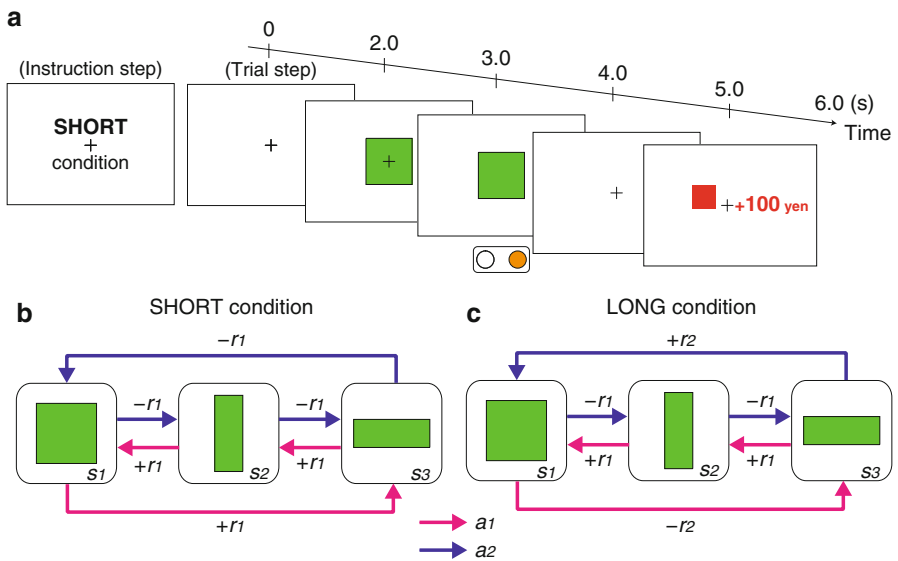 a
0
2.0
3.0
4.0
5.0
6.0 (s)
Time
(Instruction step)
(Trial step)
SHORT
+
condition
+
+
+
++100 yen
b
SHORT condition
−r1
−r1
−r1
+r1
+r1
s1
s2
s3
+r1
c
LONG condition
+r2
−r1
−r1
+r1
+r1
s1
s2
s3
−r2
a1
a2